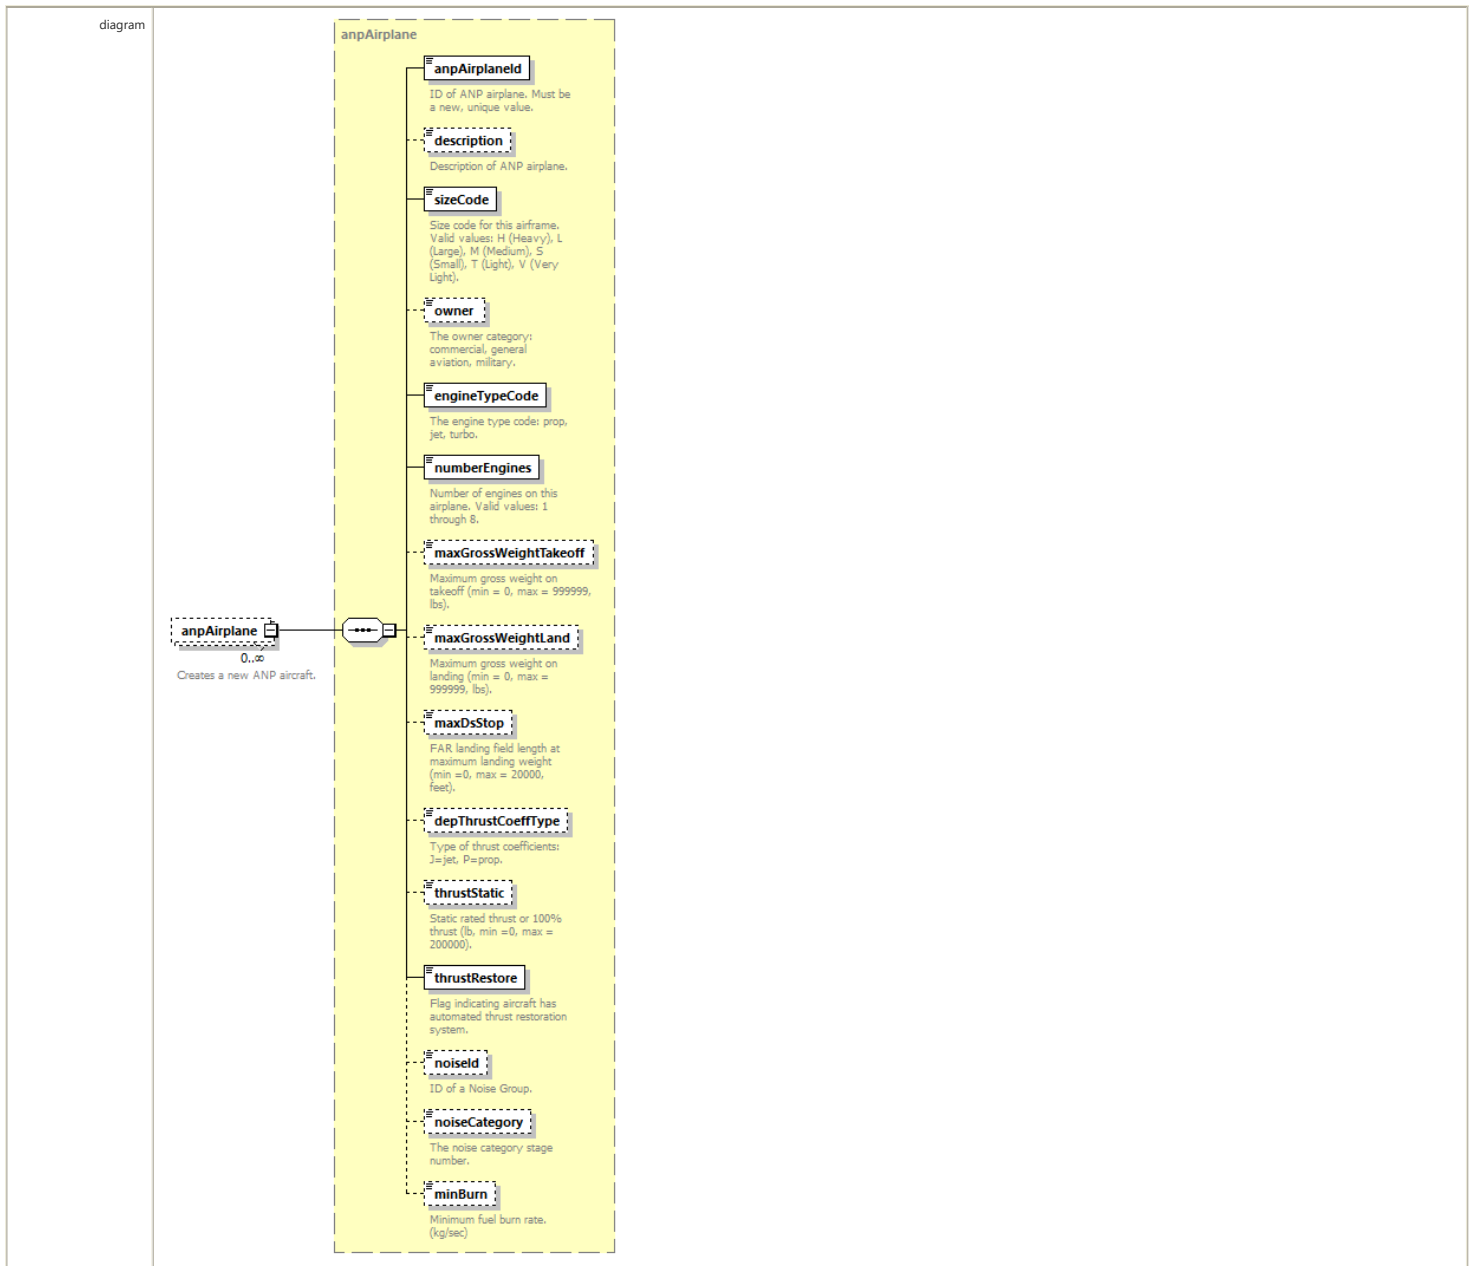 diagram
anpAirplane
anpAirplaneId
ID of ANP airplane. Must be
a new, unique value.
description
Description of ANP airplane.
sizeCode
Size code for this airframe.
Valid values: H (Heavy), L
(Large), M (Medium), S
(Small), T (Light), V (Very
Light).
owner
The owner category:
commercial, general
aviation, military.
engineTypeCode
The engine type code: prop,
jet, turbo.
numberEngines
Number of engines on this
airplane. Valid values: 1
through 8.
maxGrossWeightTakeoff
Maximum gross weight on
takeoff (min = 0, max = 999999,
lbs).
anpAirplane
0..∞
Creates a new ANP aircraft.
maxGrossWeightLand
Maximum gross weight on
landing (min = 0, max =
999999, lbs).
maxDsStop
FAR landing field length at
maximum landing weight
(min =0, max = 20000,
feet).
depThrustCoeffType
Type of thrust coefficients:
J=jet, P=prop.
thrustStatic
Static rated thrust or 100%
thrust (lb, min =0, max =
200000).
thrustRestore
Flag indicating aircraft has
automated thrust restoration
system.
noiseId
ID of a Noise Group.
noiseCategory
The noise category stage
number.
minBurn
Minimum fuel burn rate.
(kg/sec)